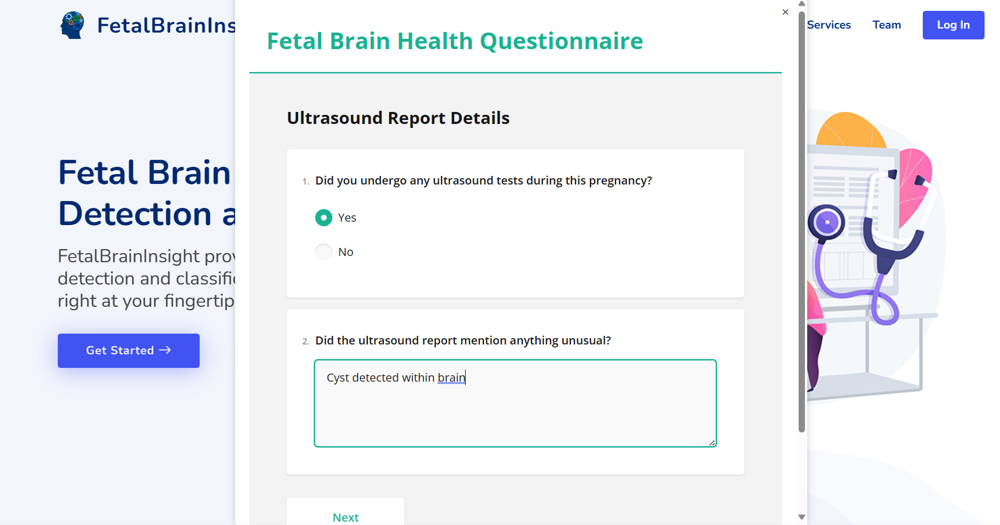 FetalBrainIns
Services
Team
Log In
×
Fetal Brain Health Questionnaire
Ultrasound Report Details
1. Did you undergo any ultrasound tests during this pregnancy?
Yes
No
2. Did the ultrasound report mention anything unusual?
Cyst detected within brain
Next
Fetal Brain
Detection a
FetalBrainInsight prov
detection and classific
right at your fingertip
Get Started →